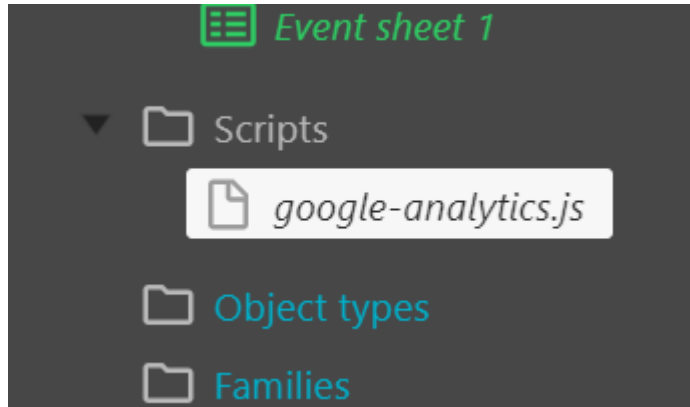 Event sheet 1
Scripts
google-analytics.js
Object types
Families